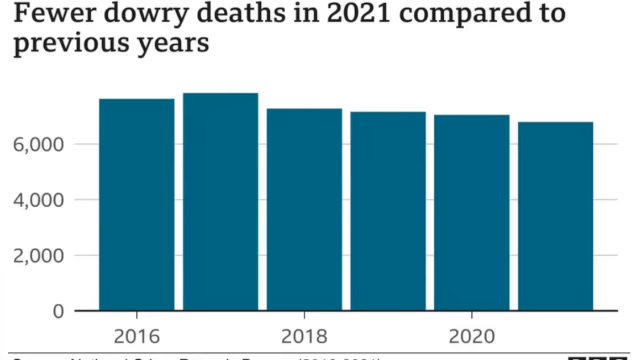 Fewer dowry deaths in 2021 compared to
previous years
6,000
4,000
2,000
0
2016 2018 2020